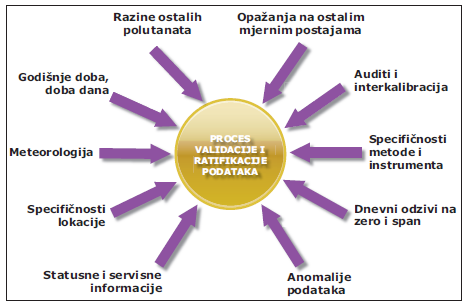 Razine ostalih
polutanata
Opažanja na ostalim
mjernim postajama
Godišnje doba,
doba dana
Auditi i
interkalibracija
PROCES
VALIDACIJE I
RATIFIKACIJE
PODATAKA
Meteorologija
Specifičnosti
metode i
instrumenta
Specifičnosti
lokacije
Dnevni odzivi na
zero i span
Statusne i servisne
informacije
Anomalije
podataka